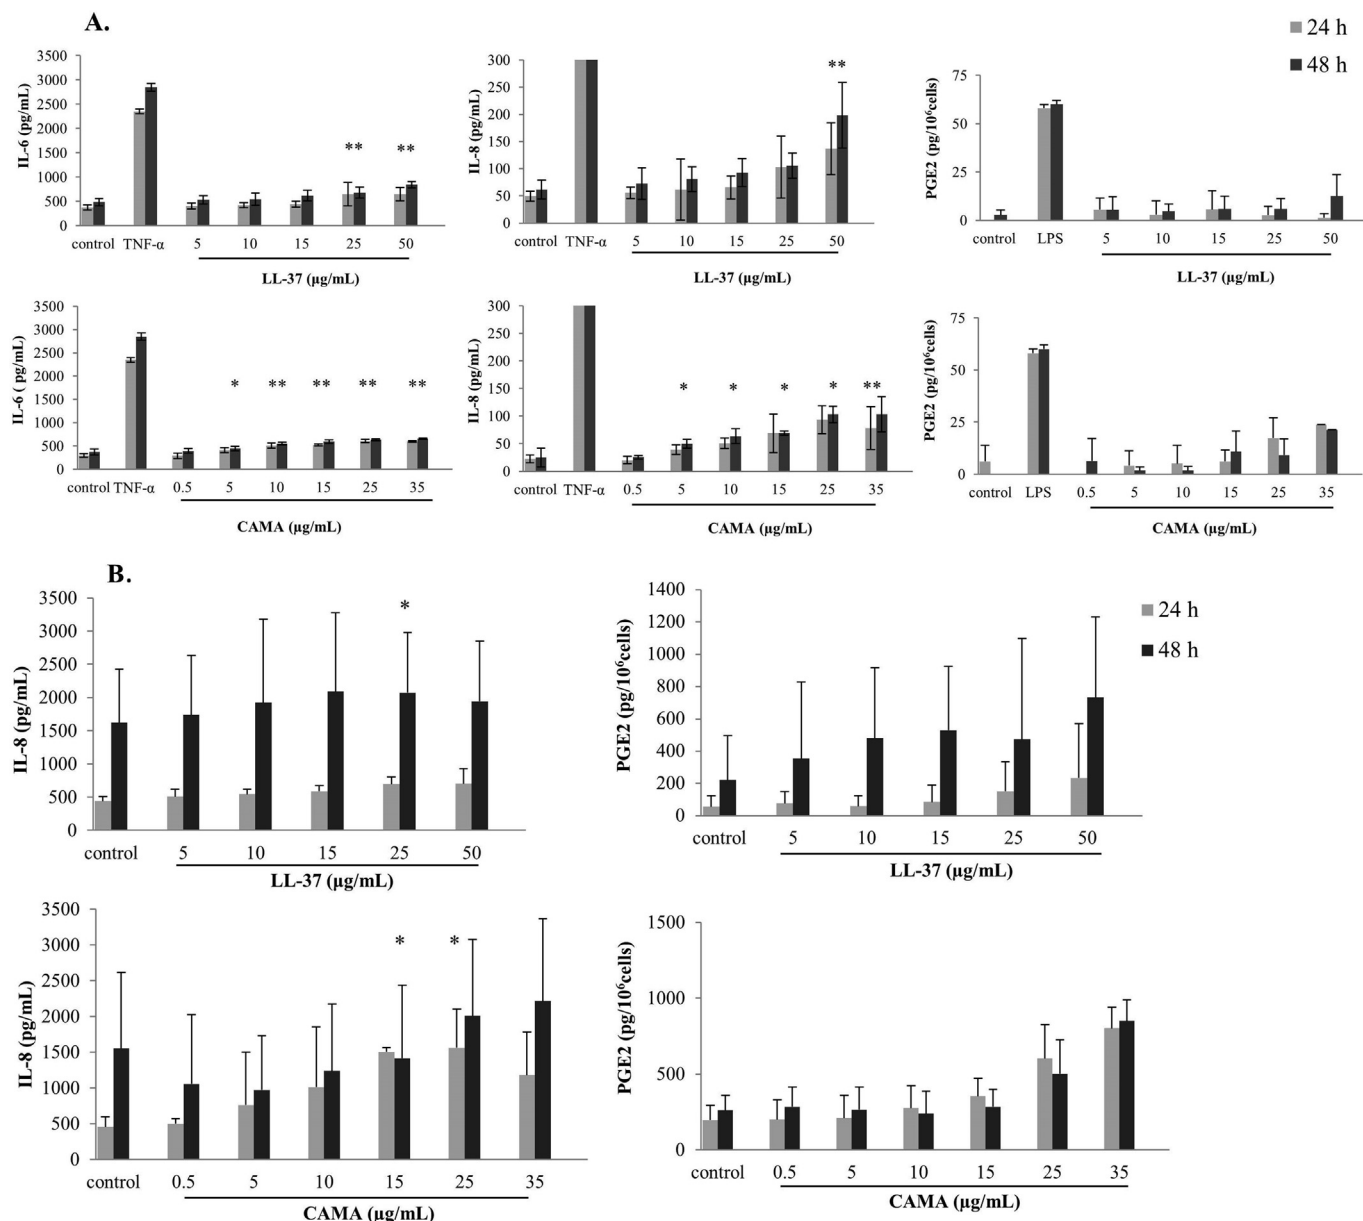 A.
24 h
48 h
IL-6 (pg/mL)
3500
3000
2500
2000
1500
1000
500
0
** **
control TNF-α 5 10 15 25 50
LL-37 (µg/mL)
IL-8 (pg/mL)
300
250
200
150
100
50
0
**
control TNF-α 5 10 15 25 50
LL-37 (µg/mL)
PGE2 (pg/10⁶cells)
75
50
25
0
control LPS 5 10 15 25 50
LL-37 (µg/mL)
IL-6 ( pg/mL)
3500
3000
2500
2000
1500
1000
500
0
* ** ** ** **
control TNF-α 0.5 5 10 15 25 35
CAMA (µg/mL)
IL-8 (pg/mL)
300
250
200
150
100
50
0
* * * * **
control TNF-α 0.5 5 10 15 25 35
CAMA (µg/mL)
PGE2 (pg/10⁶cells)
75
50
25
0
control LPS 0.5 5 10 15 25 35
CAMA (µg/mL)
B.
IL-8 (pg/mL)
3500
3000
2500
2000
1500
1000
500
0
*
control 5 10 15 25 50
LL-37 (µg/mL)
PGE2 (pg/10⁶cells)
1400
1200
1000
800
600
400
200
0
control 5 10 15 25 50
LL-37 (µg/mL)
24 h
48 h
IL-8 (pg/mL)
3500
3000
2500
2000
1500
1000
500
0
* *
control 0.5 5 10 15 25 35
CAMA (µg/mL)
PGE2 (pg/10⁶cells)
1500
1000
500
0
control 0.5 5 10 15 25 35
CAMA (µg/mL)